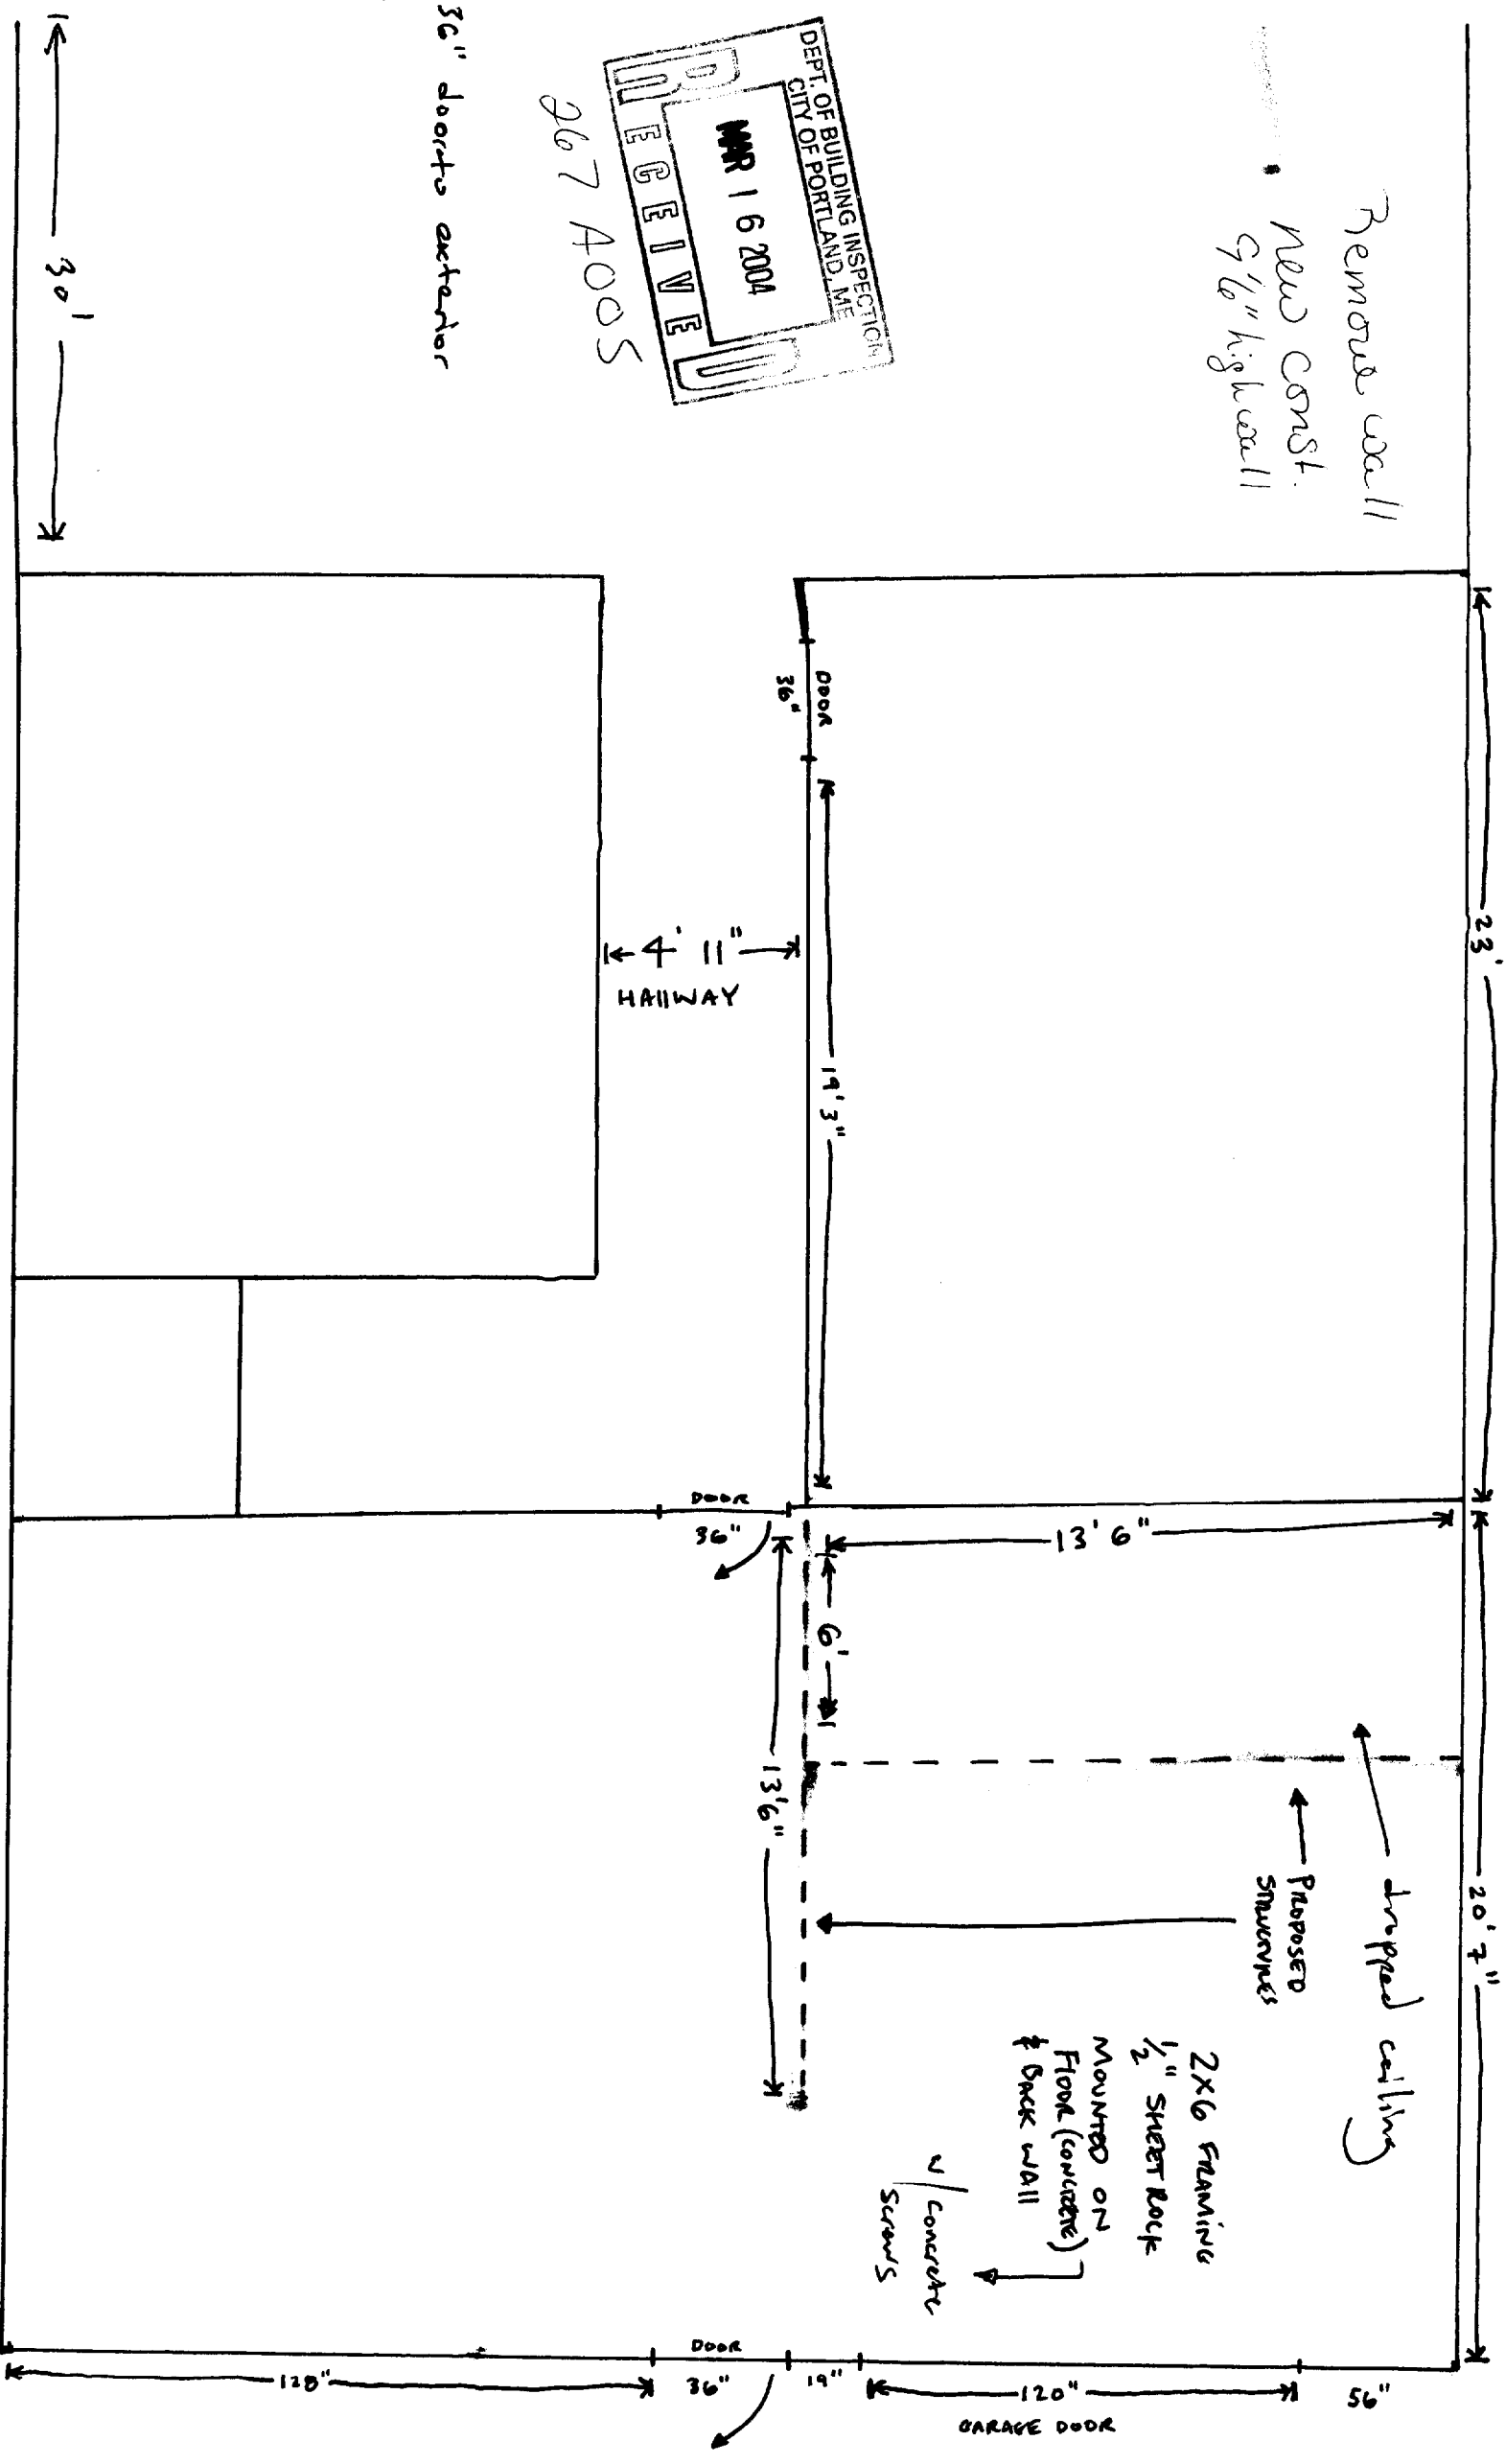 Remove wall
New Const.
9'6" high wall
DEPT. OF BUILDING INSPECTION
CITY OF PORTLAND, ME
MAR 16 2004
RECEIVED
267 A005
36" door to exterior
30'
23'
20' 7"
DOOR
36"
19'3"
4' 11"
HAllWAY
DOOR
36"
13' 6"
6'
13'6"
dropped ceiling
PROPOSED
STRUCTURES
2X6 FRAMING
1/2" SHEET ROCK
MOUNTED ON
FlOOR (CONCRETE)
& BACK WAll
w/ Concrete
Screws
DOOR
36"
19"
120"
GARAGE DOOR
56"